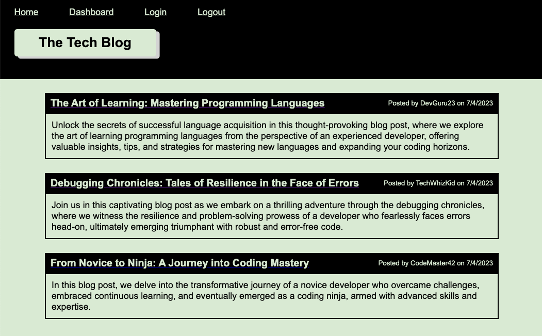 Home Dashboard Login Logout
The Tech Blog
The Art of Learning: Mastering Programming Languages Posted by DevGuru23 on 7/4/2023
Unlock the secrets of successful language acquisition in this thought-provoking blog post, where we explore
the art of learning programming languages from the perspective of an experienced developer, offering
valuable insights, tips, and strategies for mastering new languages and expanding your coding horizons.
Debugging Chronicles: Tales of Resilience in the Face of Errors Posted by TechWhizKid on 7/4/2023
Join us in this captivating blog post as we embark on a thrilling adventure through the debugging chronicles,
where we witness the resilience and problem-solving prowess of a developer who fearlessly faces errors
head-on, ultimately emerging triumphant with robust and error-free code.
From Novice to Ninja: A Journey into Coding Mastery Posted by CodeMaster42 on 7/4/2023
In this blog post, we delve into the transformative journey of a novice developer who overcame challenges,
embraced continuous learning, and eventually emerged as a coding ninja, armed with advanced skills and
expertise.